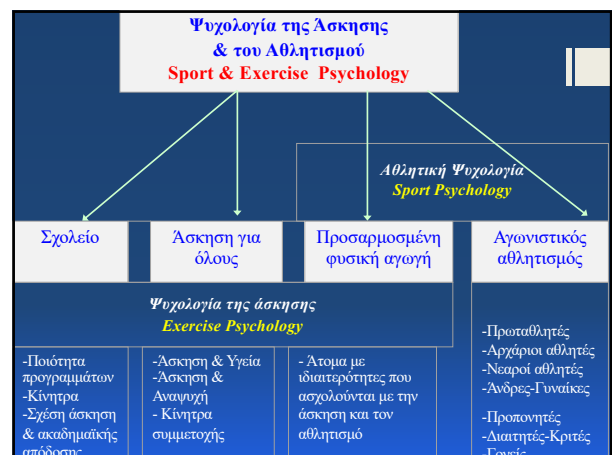 Ψυχολογία της Άσκησης
& του Αθλητισμού
Sport & Exercise Psychology
Αθλητική Ψυχολογία
Sport Psychology
Σχολείο
Άσκηση για
όλους
Προσαρμοσμένη
φυσική αγωγή
Αγωνιστικός
αθλητισμός
Ψυχολογία της άσκησης
Exercise Psychology
-Ποιότητα
προγραμμάτων
-Κίνητρα
-Σχέση άσκηση
& ακαδημαϊκής
απόδοσης
-Άσκηση & Υγεία
-Άσκηση &
Αναψυχή
- Κίνητρα
συμμετοχής
- Άτομα με
ιδιαιτερότητες που
ασχολούνται με την
άσκηση και τον
αθλητισμό
-Πρωταθλητές
-Αρχάριοι αθλητές
-Νεαροί αθλητές
-Άνδρες-Γυναίκες
-Προπονητές
-Διαιτητές-Κριτές
-Γονείς